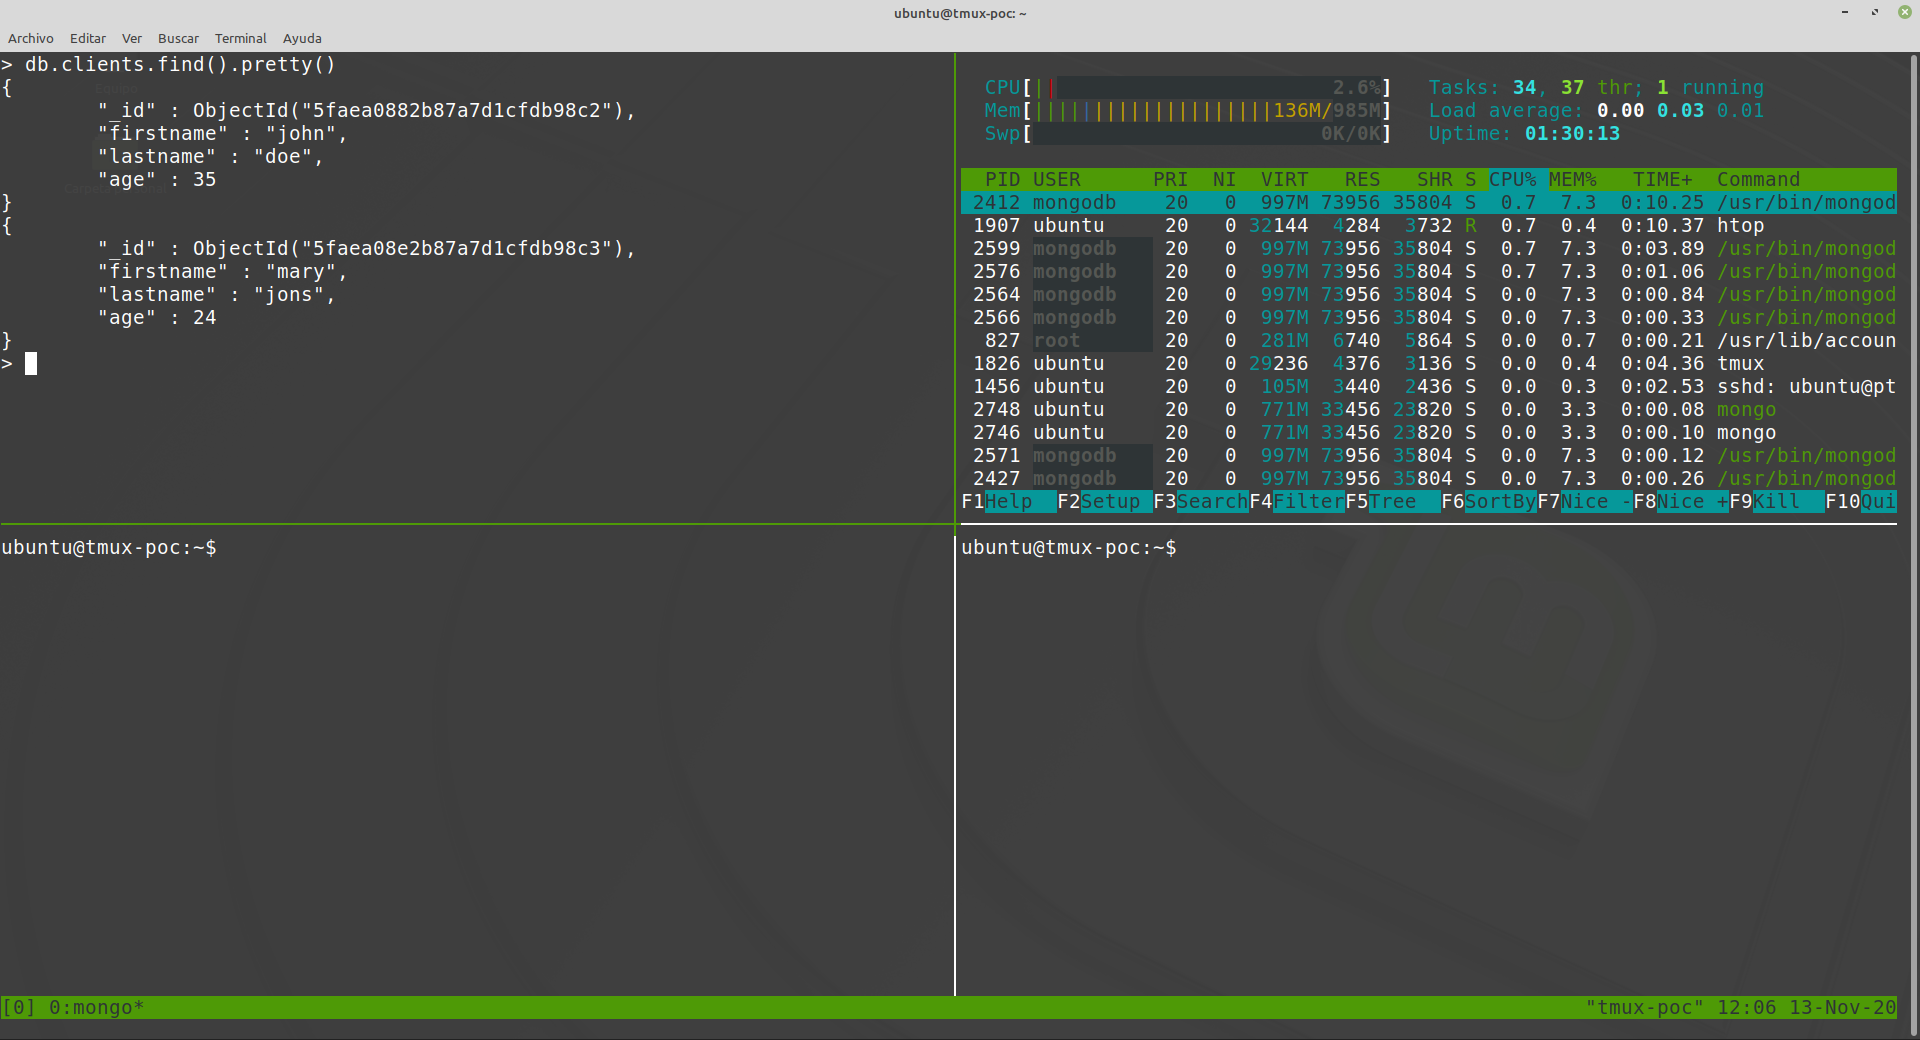 ubuntu@tmux-poc: ~
Archivo Editar Ver Buscar Terminal Ayuda
> db.clients.find().pretty()
{
"_id" : ObjectId("5faea0882b87a7d1cfdb98c2"),
"firstname" : "john",
"lastname" : "doe",
"age" : 35
}
{
"_id" : ObjectId("5faea08e2b87a7d1cfdb98c3"),
"firstname" : "mary",
"lastname" : "jons",
"age" : 24
}
>
CPU[|| 2.6%] Tasks: 34, 37 thr; 1 running
Mem[||||||||||||||||||||136M/985M] Load average: 0.00 0.03 0.01
Swp[ 0K/0K] Uptime: 01:30:13
PID USER PRI NI VIRT RES SHR S CPU% MEM% TIME+ Command
2412 mongodb 20 0 997M 73956 35804 S 0.7 7.3 0:10.25 /usr/bin/mongod
1907 ubuntu 20 0 32144 4284 3732 R 0.7 0.4 0:10.37 htop
2599 mongodb 20 0 997M 73956 35804 S 0.7 7.3 0:03.89 /usr/bin/mongod
2576 mongodb 20 0 997M 73956 35804 S 0.7 7.3 0:01.06 /usr/bin/mongod
2564 mongodb 20 0 997M 73956 35804 S 0.0 7.3 0:00.84 /usr/bin/mongod
2566 mongodb 20 0 997M 73956 35804 S 0.0 7.3 0:00.33 /usr/bin/mongod
827 root 20 0 281M 6740 5864 S 0.0 0.7 0:00.21 /usr/lib/accoun
1826 ubuntu 20 0 29236 4376 3136 S 0.0 0.4 0:04.36 tmux
1456 ubuntu 20 0 105M 3440 2436 S 0.0 0.3 0:02.53 sshd: ubuntu@pt
2748 ubuntu 20 0 771M 33456 23820 S 0.0 3.3 0:00.08 mongo
2746 ubuntu 20 0 771M 33456 23820 S 0.0 3.3 0:00.10 mongo
2571 mongodb 20 0 997M 73956 35804 S 0.0 7.3 0:00.12 /usr/bin/mongod
2427 mongodb 20 0 997M 73956 35804 S 0.0 7.3 0:00.26 /usr/bin/mongod
F1Help F2Setup F3SearchF4FilterF5Tree F6SortByF7Nice -F8Nice +F9Kill F10Qui
ubuntu@tmux-poc:~$
ubuntu@tmux-poc:~$
[0] 0:mongo* "tmux-poc" 12:06 13-Nov-20